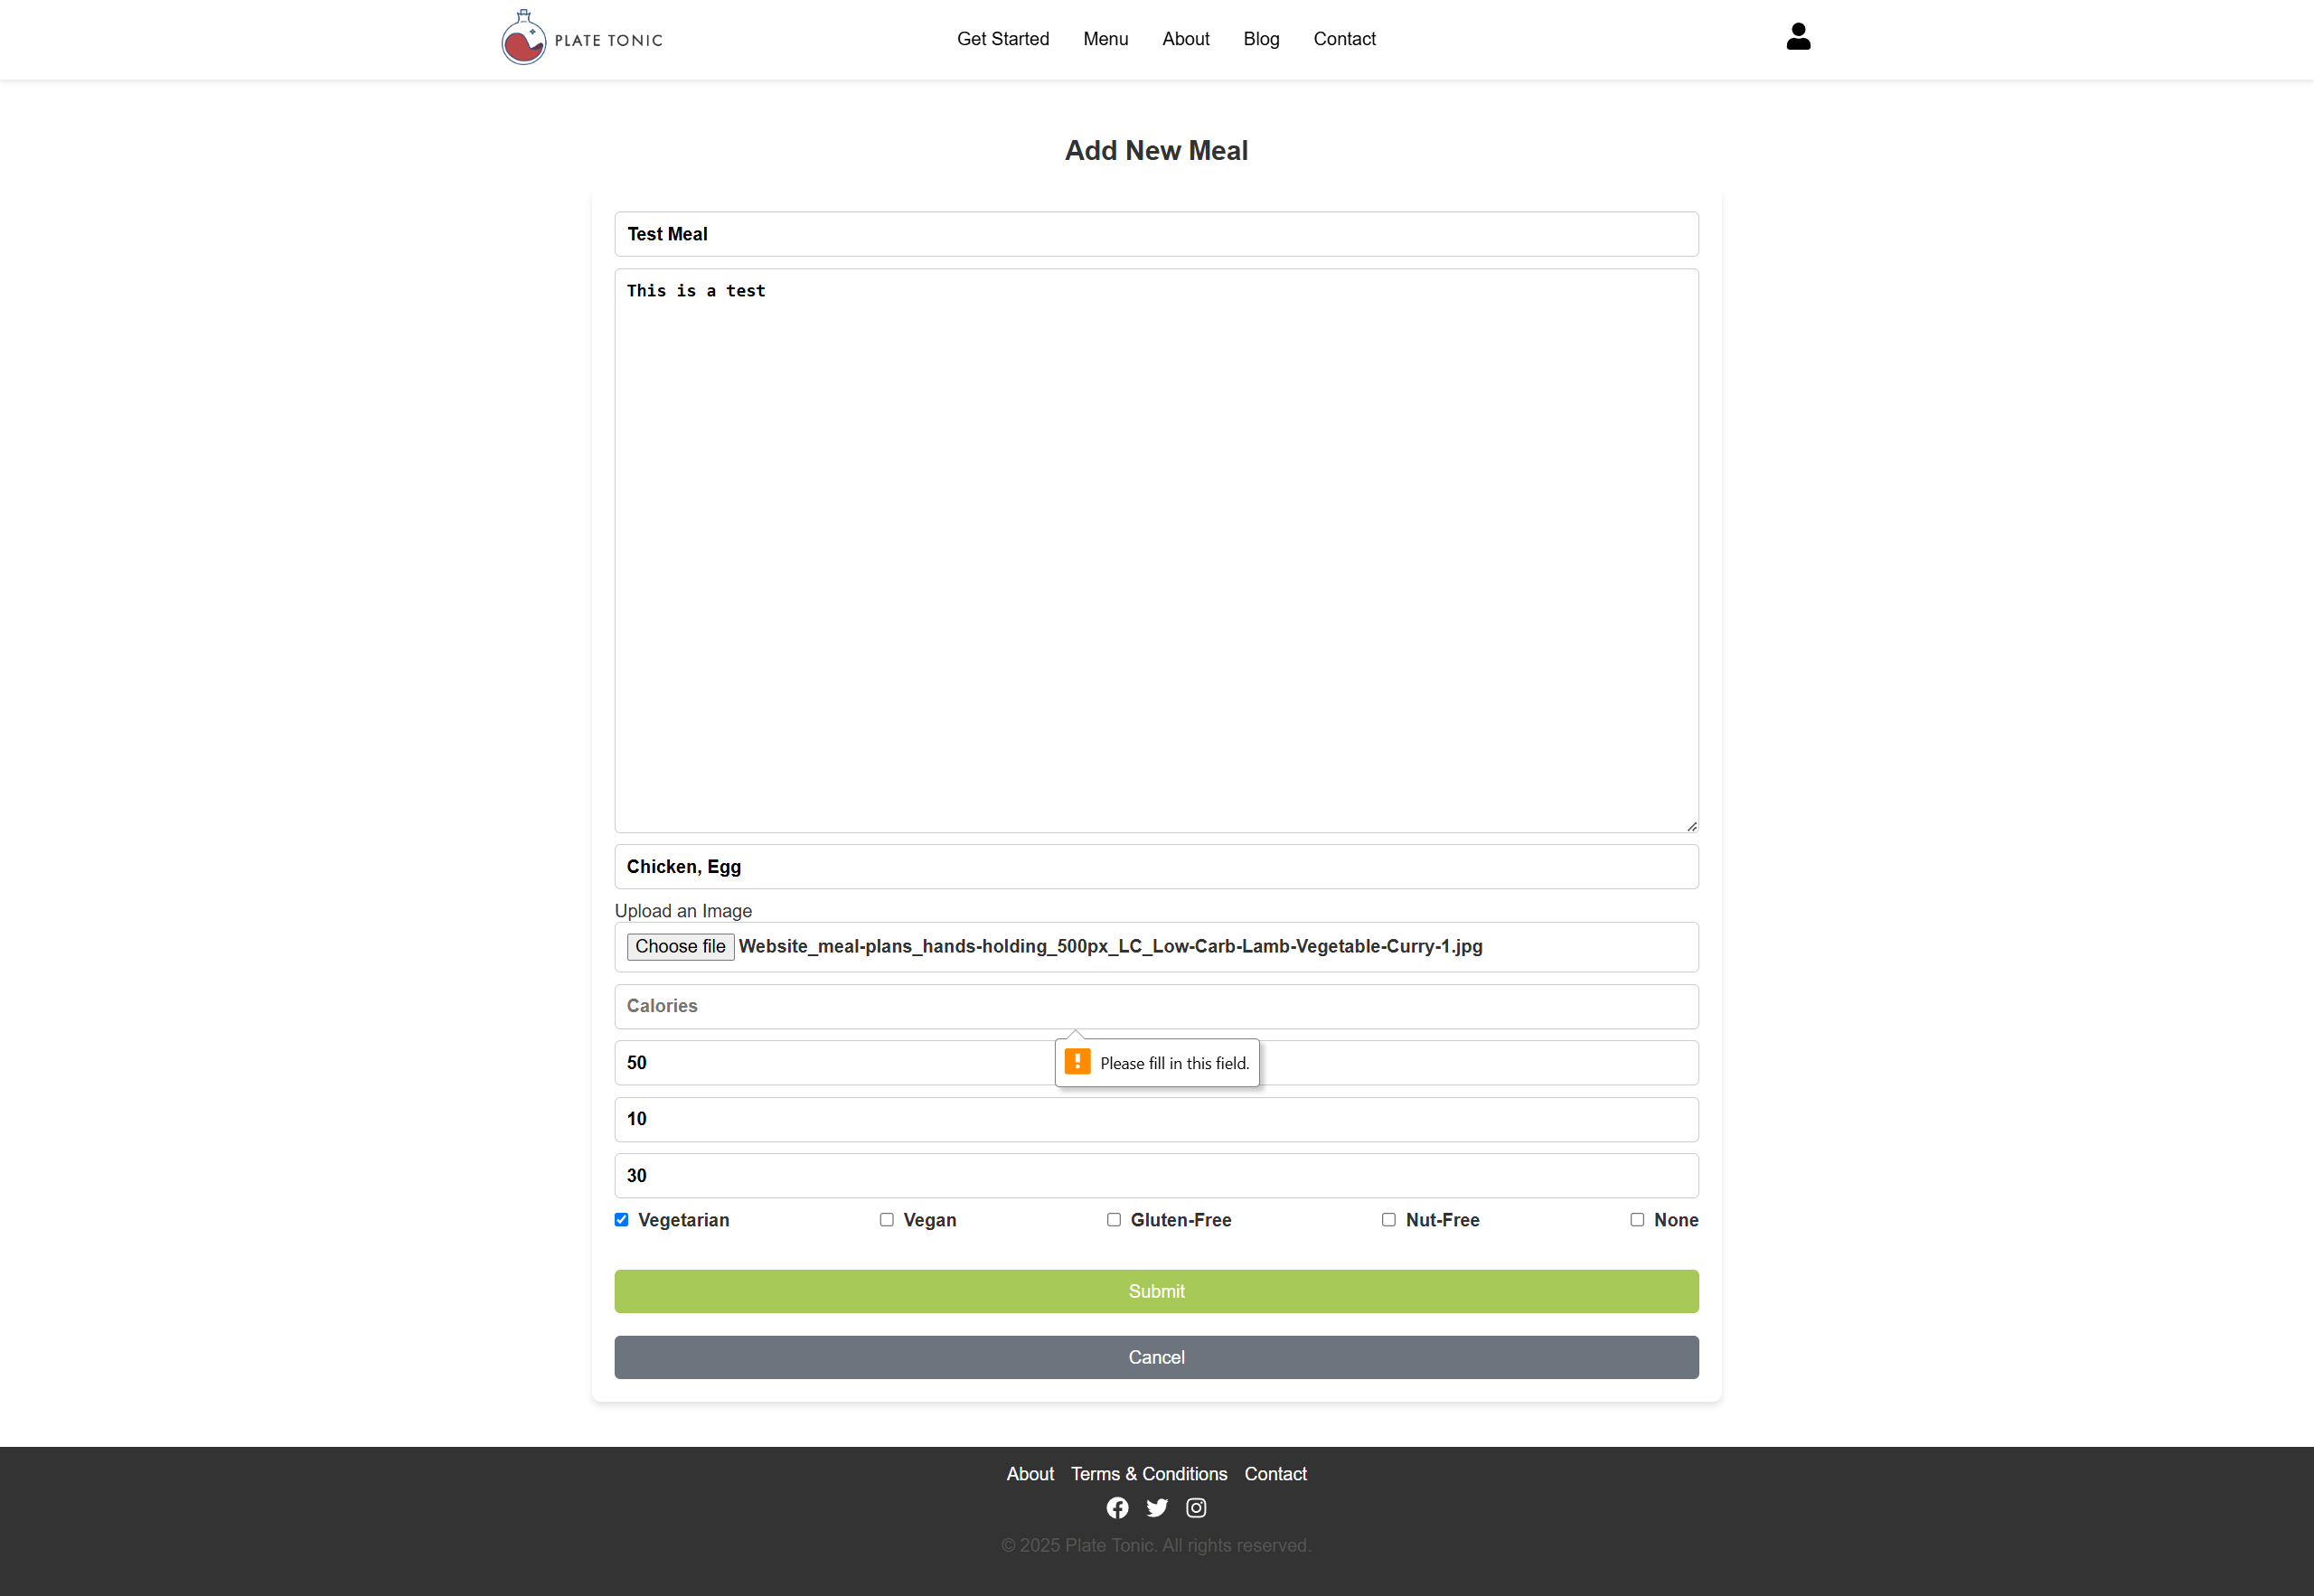 PLATE TONIC
Get Started Menu About Blog Contact
Add New Meal
Test Meal
This is a test
Chicken, Egg
Upload an Image
Choose file Website_meal-plans_hands-holding_500px_LC_Low-Carb-Lamb-Vegetable-Curry-1.jpg
Calories
50
Please fill in this field.
10
30
Vegetarian Vegan Gluten-Free Nut-Free None
Submit
Cancel
About Terms & Conditions Contact
© 2025 Plate Tonic. All rights reserved.